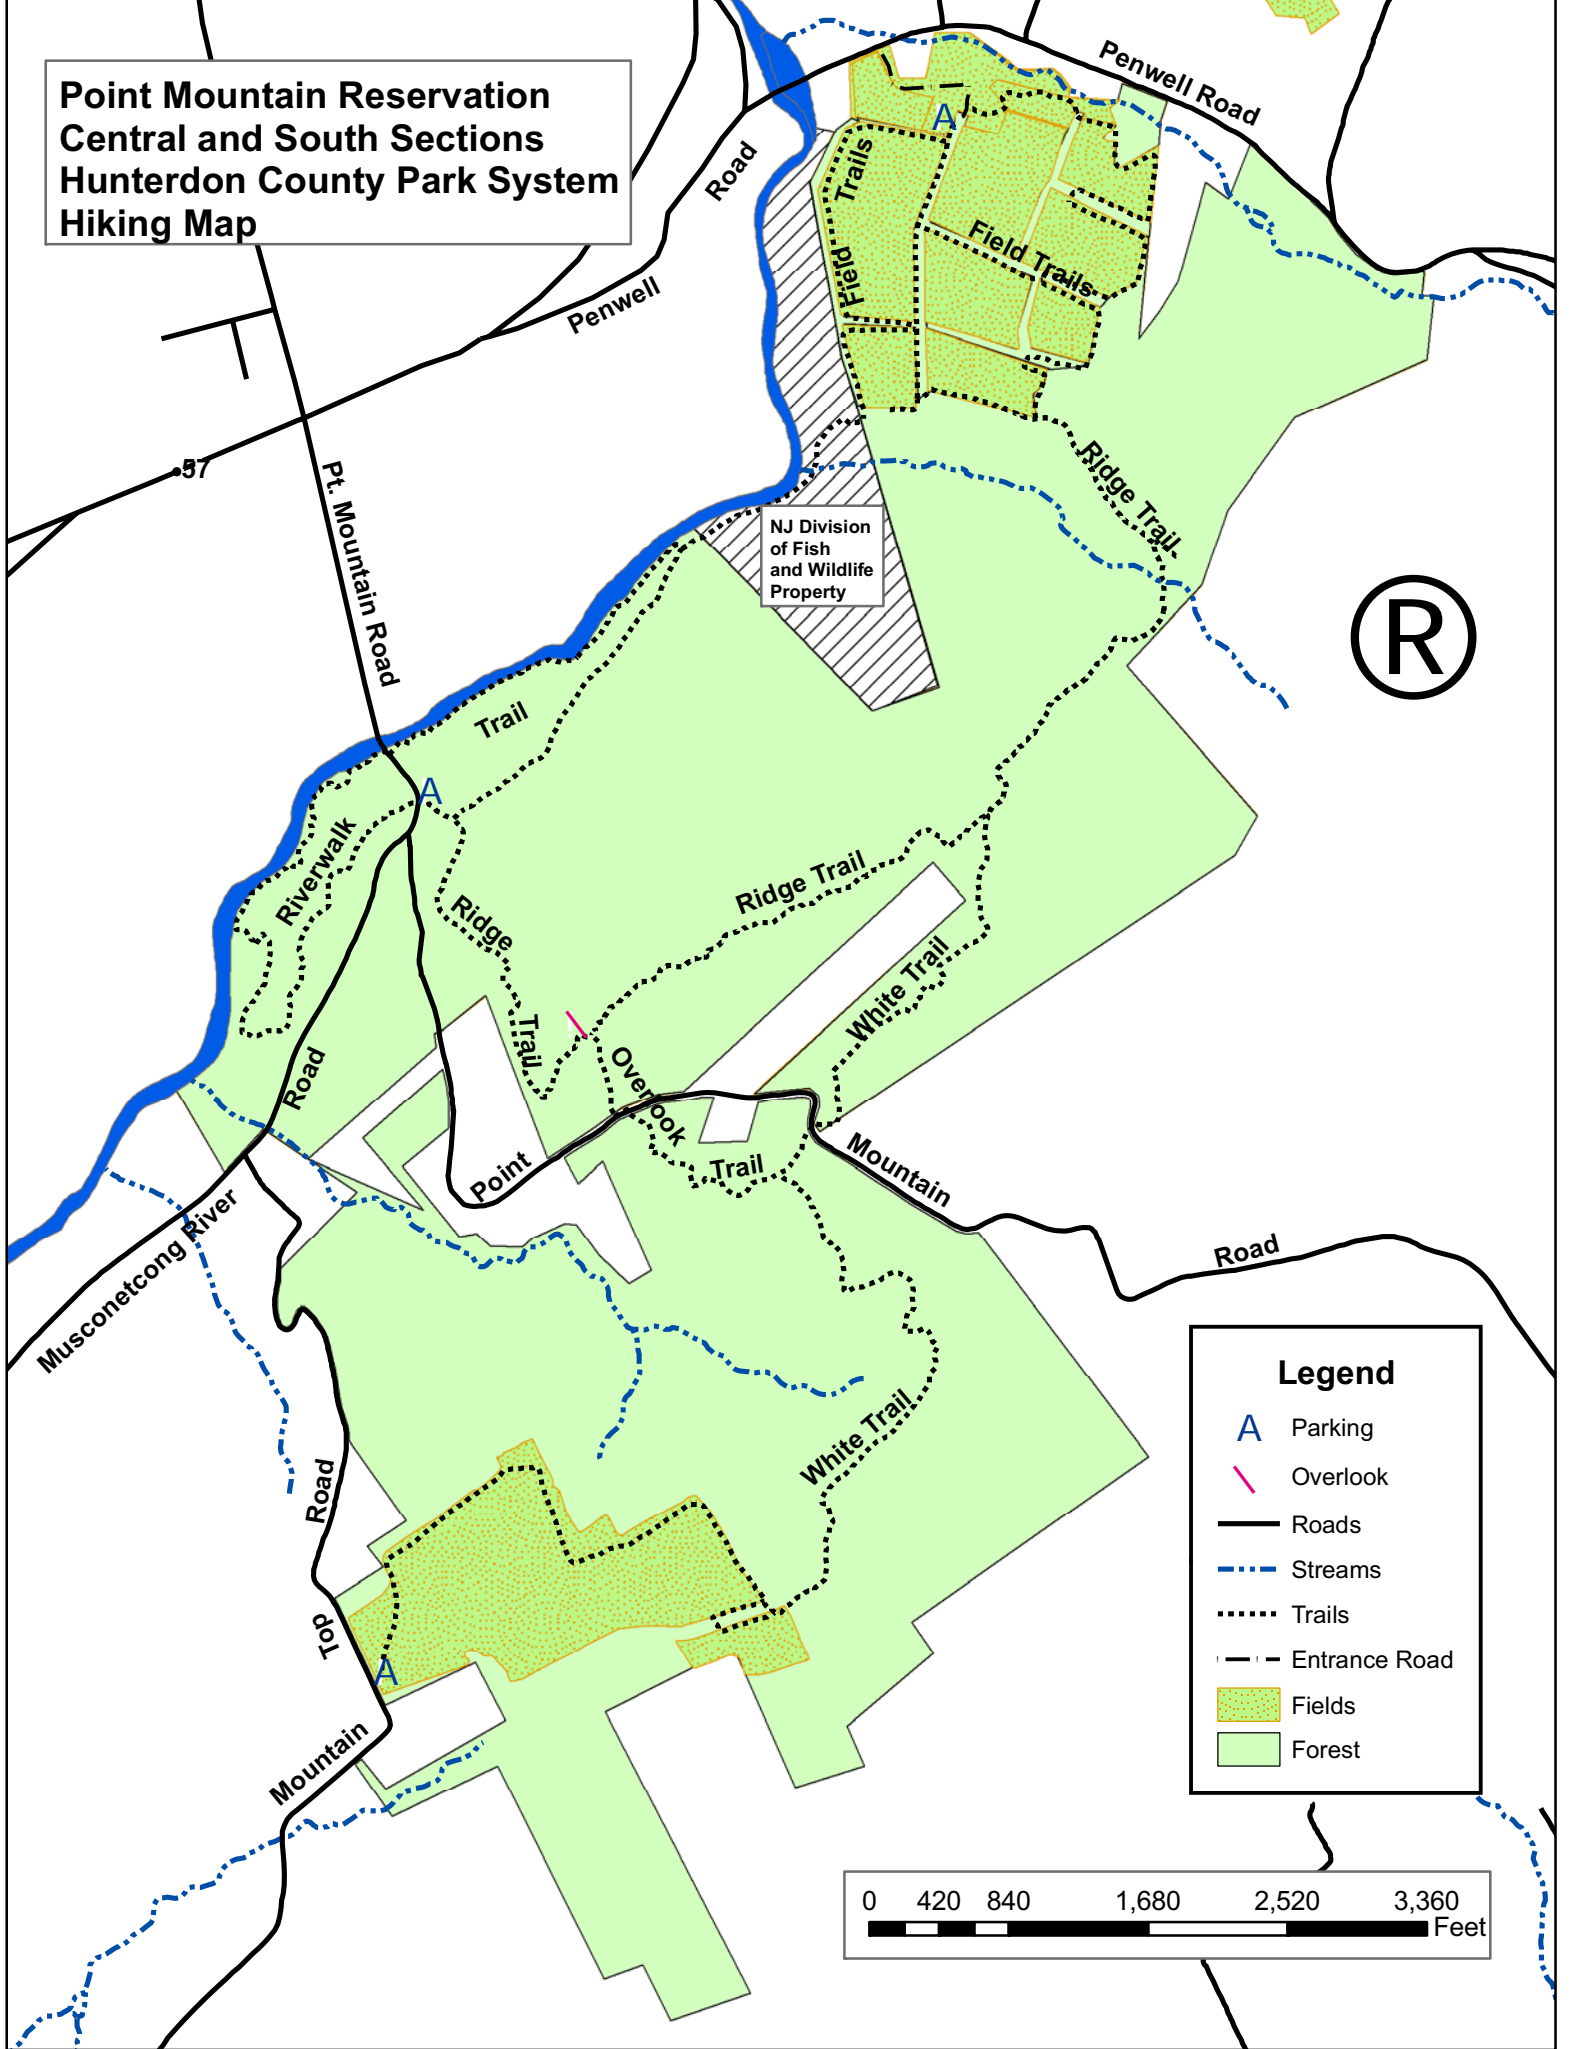 Point Mountain Reservation
Central and South Sections
Hunterdon County Park System
Hiking Map
Penwell Road
A
Road
Penwell
Trails
Field
Field Trails
57
Pt. Mountain Road
Ridge Trail
NJ Division
of Fish
and Wildlife
Property
R
Trail
A
Riverwalk
Ridge Trail
Ridge
Trail
White Trail
Overlook
Trail
Road
Point
Mountain
Road
Musconetcong River
White Trail
Road
Top
A
Mountain
Legend
A Parking
Overlook
Roads
Streams
Trails
Entrance Road
Fields
Forest
0 420 840 1,680 2,520 3,360
Feet